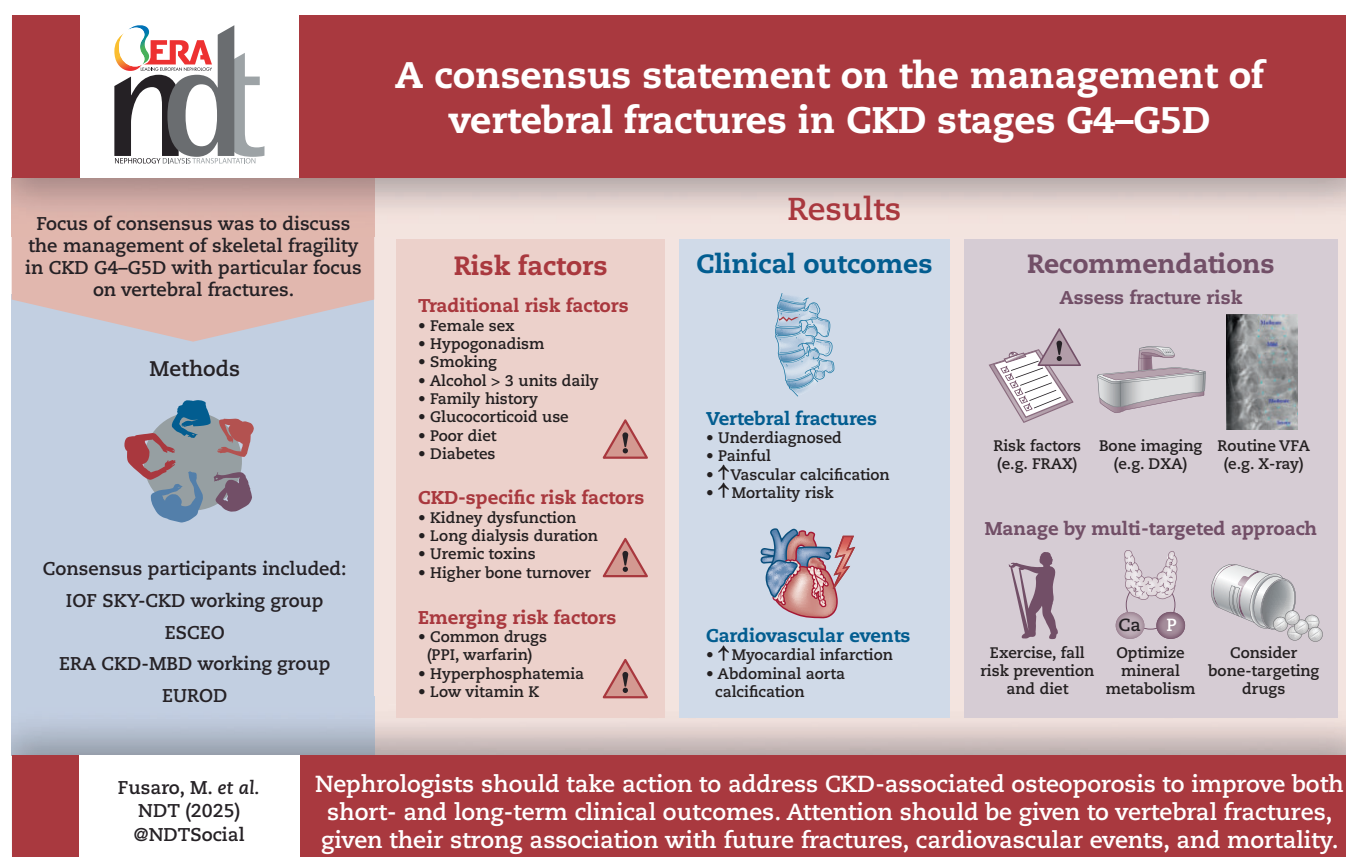 ERA
LEADING EUROPEAN NEPHROLOGY
ndt
NEPHROLOGY DIALYSIS TRANSPLANTATION
A consensus statement on the management of
vertebral fractures in CKD stages G4–G5D
Focus of consensus was to discuss
the management of skeletal fragility
in CKD G4–G5D with particular focus
on vertebral fractures.
Methods
Consensus participants included:
IOF SKY-CKD working group
ESCEO
ERA CKD-MBD working group
EUROD
Results
Risk factors
Traditional risk factors
• Female sex
• Hypogonadism
• Smoking
• Alcohol > 3 units daily
• Family history
• Glucocorticoid use
• Poor diet
• Diabetes
!
CKD-specific risk factors
• Kidney dysfunction
• Long dialysis duration
• Uremic toxins
• Higher bone turnover
!
Emerging risk factors
• Common drugs
(PPI, warfarin)
• Hyperphosphatemia
• Low vitamin K
!
Clinical outcomes
Vertebral fractures
• Underdiagnosed
• Painful
• ↑Vascular calcification
• ↑Mortality risk
Cardiovascular events
• ↑Myocardial infarction
• Abdominal aorta
calcification
Recommendations
Assess fracture risk
!
Risk factors
(e.g. FRAX)
Bone imaging
(e.g. DXA)
Routine VFA
(e.g. X-ray)
Manage by multi-targeted approach
Exercise, fall
risk prevention
and diet
Ca
P
Optimize
mineral
metabolism
Consider
bone-targeting
drugs
Fusaro, M. et al.
NDT (2025)
@NDTSocial
Nephrologists should take action to address CKD-associated osteoporosis to improve both
short- and long-term clinical outcomes. Attention should be given to vertebral fractures,
given their strong association with future fractures, cardiovascular events, and mortality.